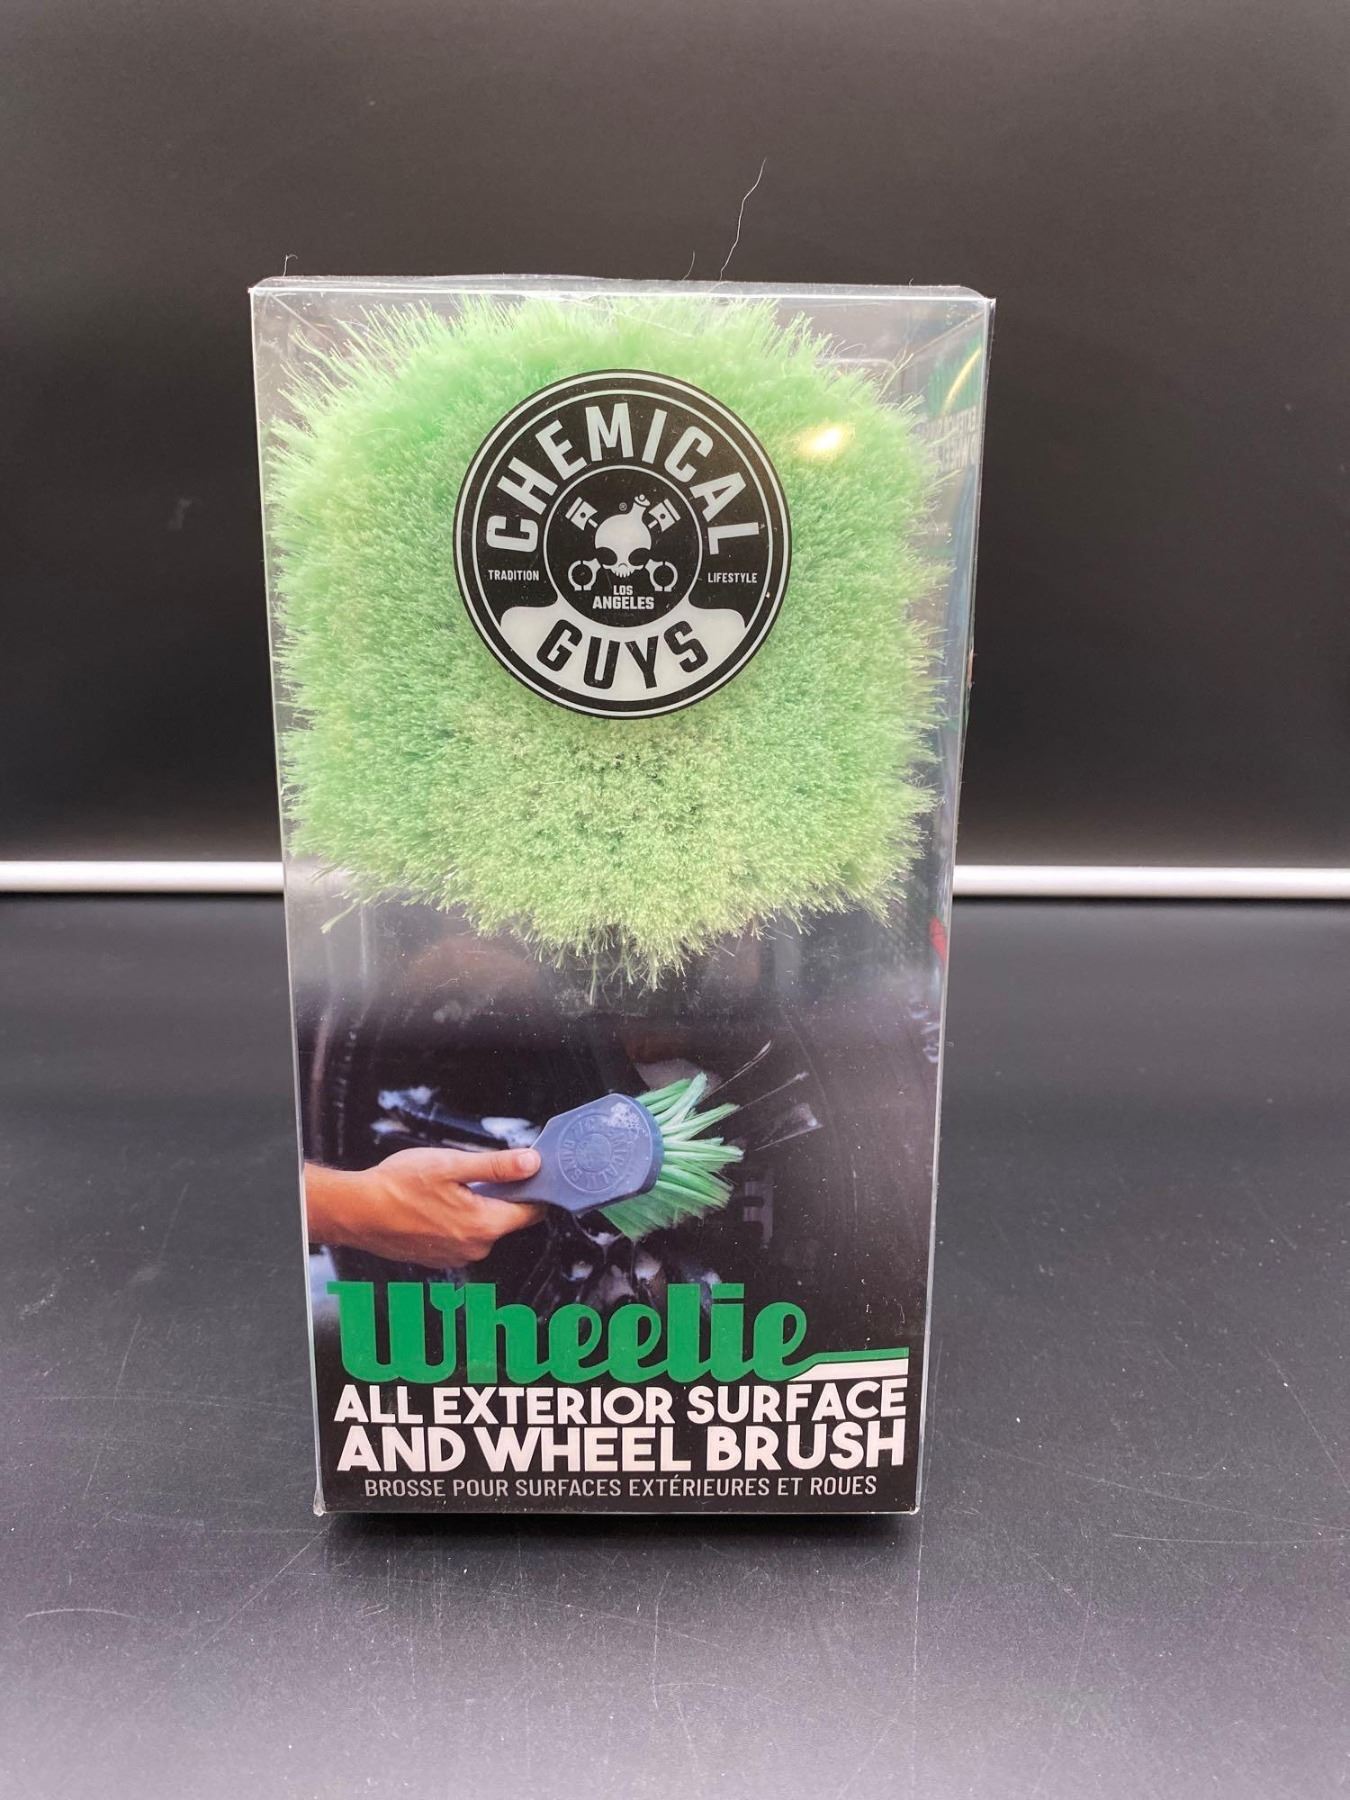 CHEMICAL
®
TRADITION
LIFESTYLE
LOS
ANGELES
GUYS
Wheelie
ALL EXTERIOR SURFACE
AND WHEEL BRUSH
BROSSE POUR SURFACES EXTÉRIEURES ET ROUES